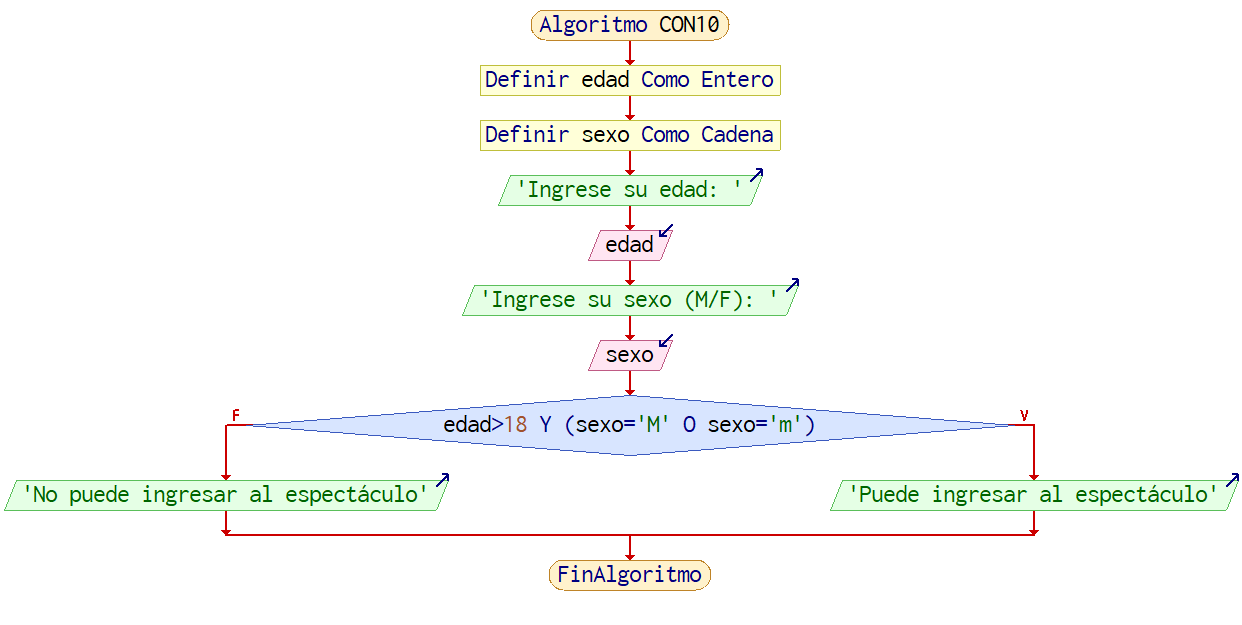 Algoritmo CON10
Definir edad Como Entero
Definir sexo Como Cadena
'Ingrese su edad: '
edad
'Ingrese su sexo (M/F): '
sexo
F
V
edad>18 Y (sexo='M' O sexo='m')
'No puede ingresar al espectáculo'
'Puede ingresar al espectáculo'
FinAlgoritmo